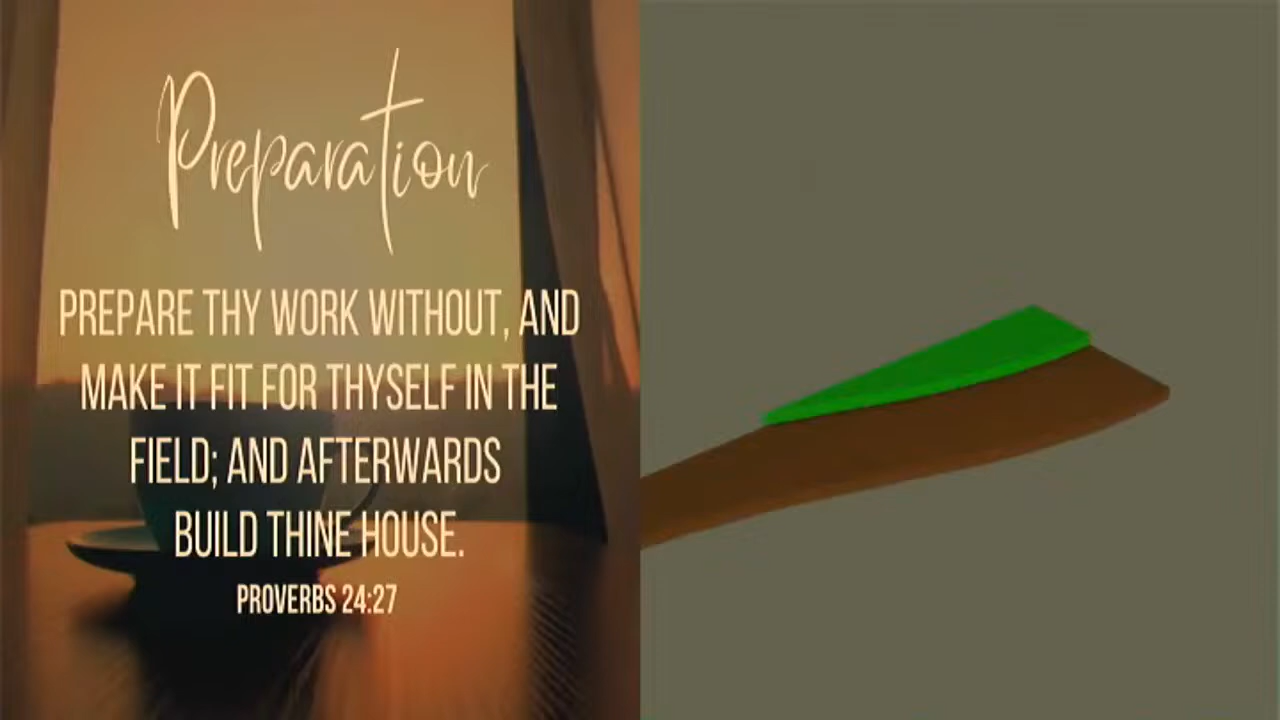 Preparation
PREPARE THY WORK WITHOUT, AND
MAKE IT FIT FOR THYSELF IN THE
FIELD; AND AFTERWARDS
BUILD THINE HOUSE.
PROVERBS 24:27